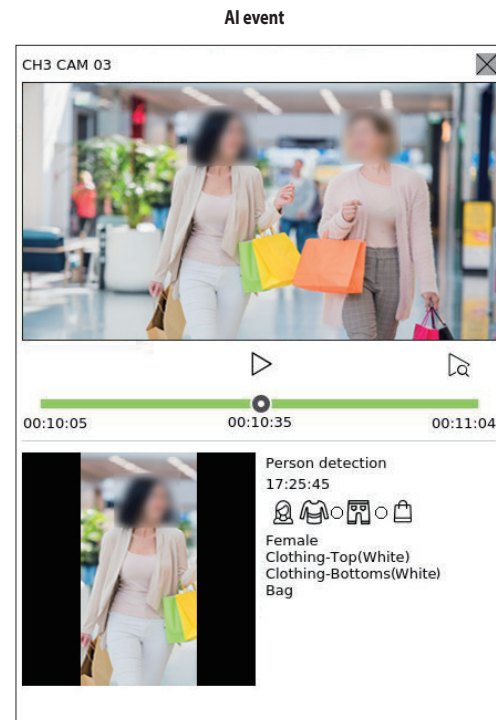 AI event
CH3 CAM 03
00:10:05
00:10:35
00:11:04
Person detection
17:25:45
Female
Clothing-Top(White)
Clothing-Bottoms(White)
Bag